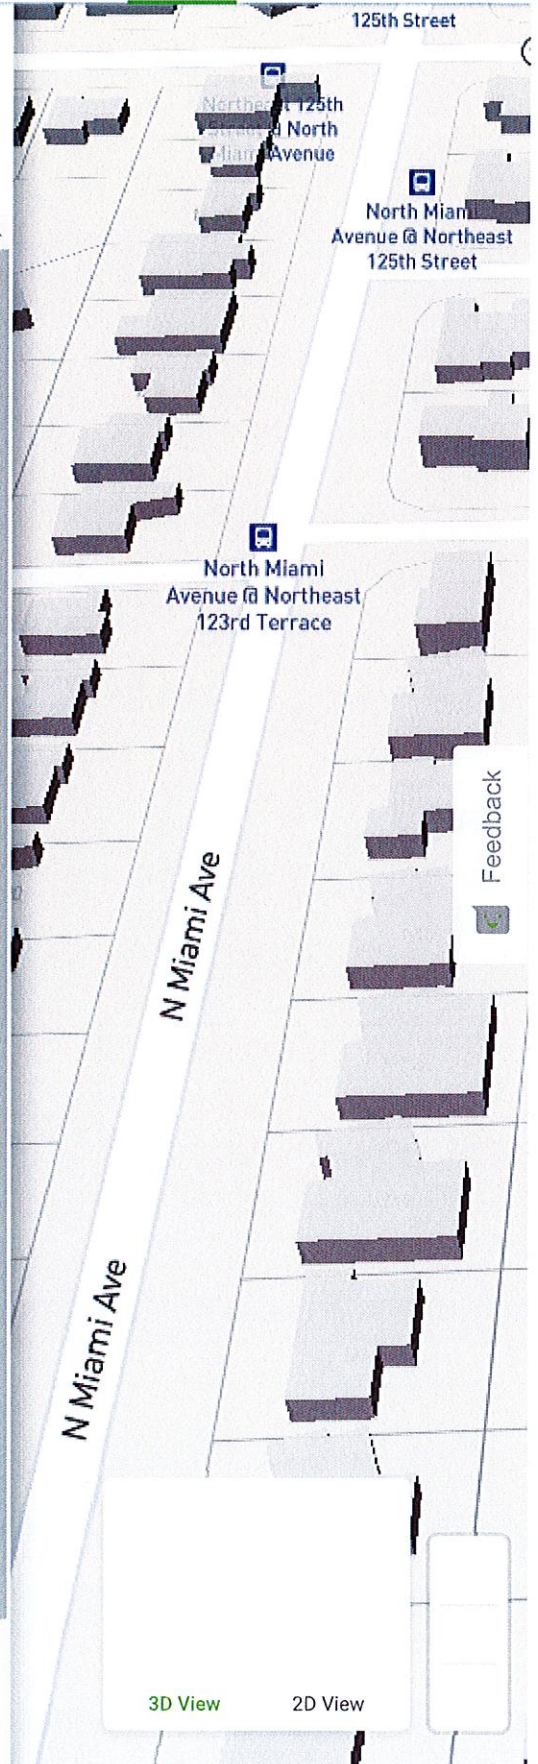 125th Street
Northeast 125th
Street @ North
Miami Avenue
North Miami
Avenue @ Northeast
125th Street
North Miami
Avenue @ Northeast
123rd Terrace
Feedback
N Miami Ave
N Miami Ave
3D View
2D View